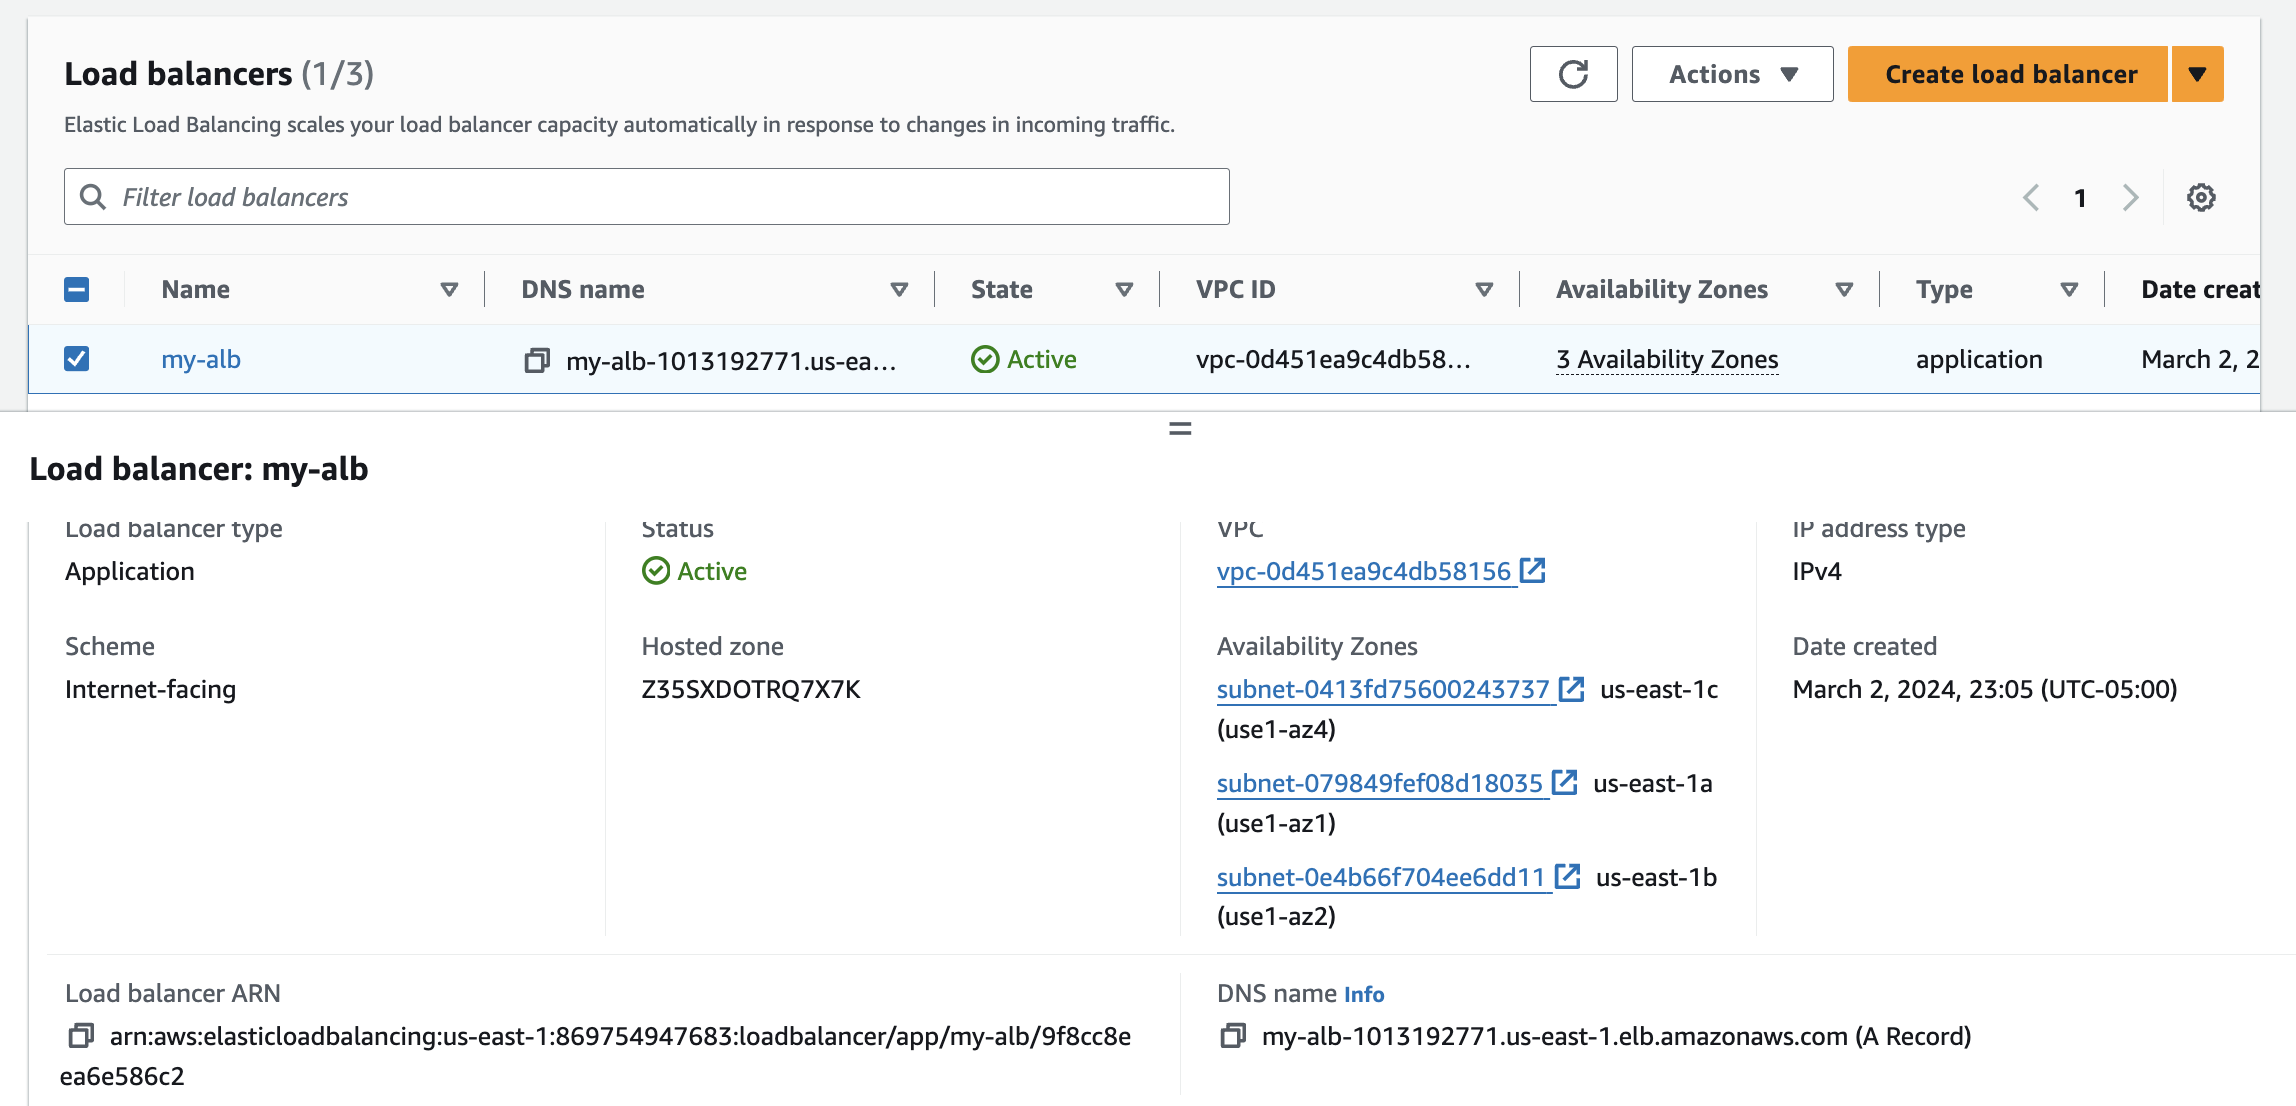 Load balancers (1/3)
Actions
Create load balancer
Elastic Load Balancing scales your load balancer capacity automatically in response to changes in incoming traffic.
Filter load balancers
1
Name DNS name State VPC ID Availability Zones Type Date creat
my-alb my-alb-1013192771.us-ea... Active vpc-0d451ea9c4db58... 3 Availability Zones application March 2, 2
Load balancer: my-alb
Load balancer type
Application
Status
Active
VPC
vpc-0d451ea9c4db58156
IP address type
IPv4
Scheme
Internet-facing
Hosted zone
Z35SXDOTRQ7X7K
Availability Zones
subnet-0413fd75600243737 us-east-1c
(use1-az4)
subnet-079849fef08d18035 us-east-1a
(use1-az1)
subnet-0e4b66f704ee6dd11 us-east-1b
(use1-az2)
Date created
March 2, 2024, 23:05 (UTC-05:00)
Load balancer ARN
arn:aws:elasticloadbalancing:us-east-1:869754947683:loadbalancer/app/my-alb/9f8cc8e
ea6e586c2
DNS name Info
my-alb-1013192771.us-east-1.elb.amazonaws.com (A Record)